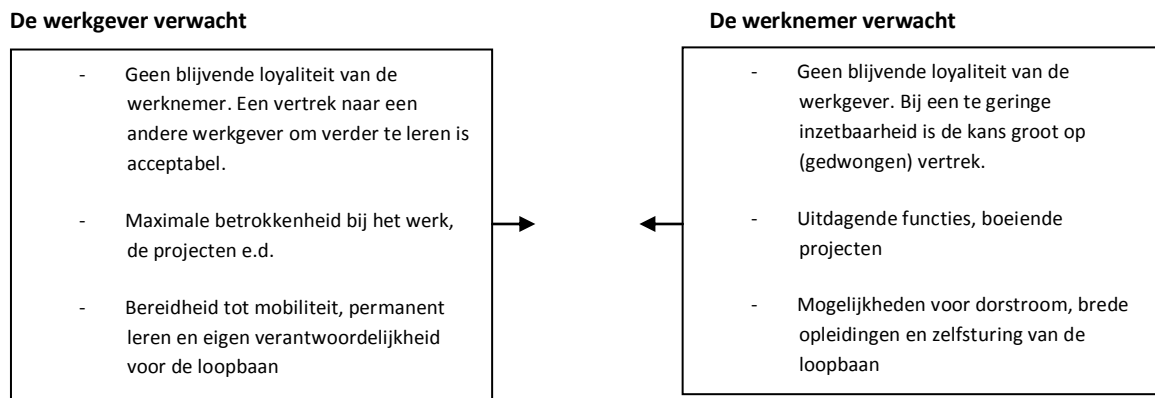 De werkgever verwacht
- Geen blijvende loyaliteit van de
werknemer. Een vertrek naar een
andere werkgever om verder te leren is
acceptabel.
- Maximale betrokkenheid bij het werk,
de projecten e.d.
- Bereidheid tot mobiliteit, permanent
leren en eigen verantwoordelijkheid
voor de loopbaan
De werknemer verwacht
- Geen blijvende loyaliteit van de
werkgever. Bij een te geringe
inzetbaarheid is de kans groot op
(gedwongen) vertrek.
- Uitdagende functies, boeiende
projecten
- Mogelijkheden voor dorstroom, brede
opleidingen en zelfsturing van de
loopbaan